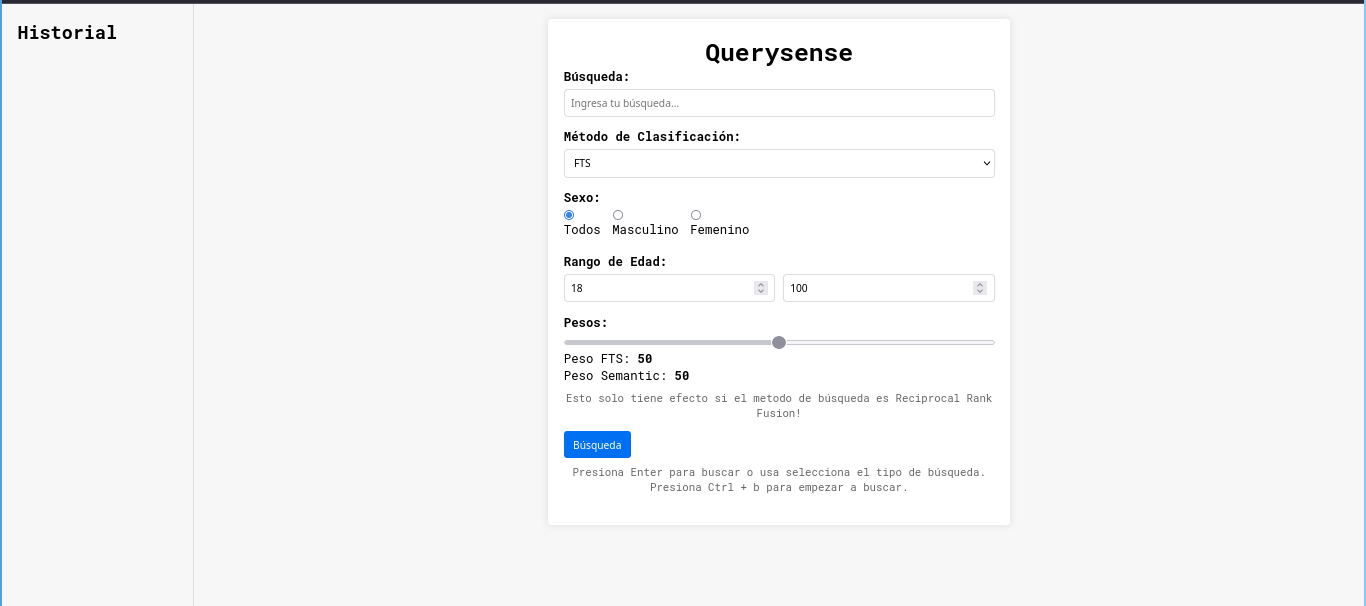 Historial
Querysense
Búsqueda:
Ingresa tu búsqueda...
Método de Clasificación:
FTS
Sexo:
Todos Masculino Femenino
Rango de Edad:
18 100
Pesos:
Peso FTS: 50
Peso Semantic: 50
Esto solo tiene efecto si el metodo de búsqueda es Reciprocal Rank
Fusion!
Búsqueda
Presiona Enter para buscar o usa selecciona el tipo de búsqueda.
Presiona Ctrl + b para empezar a buscar.